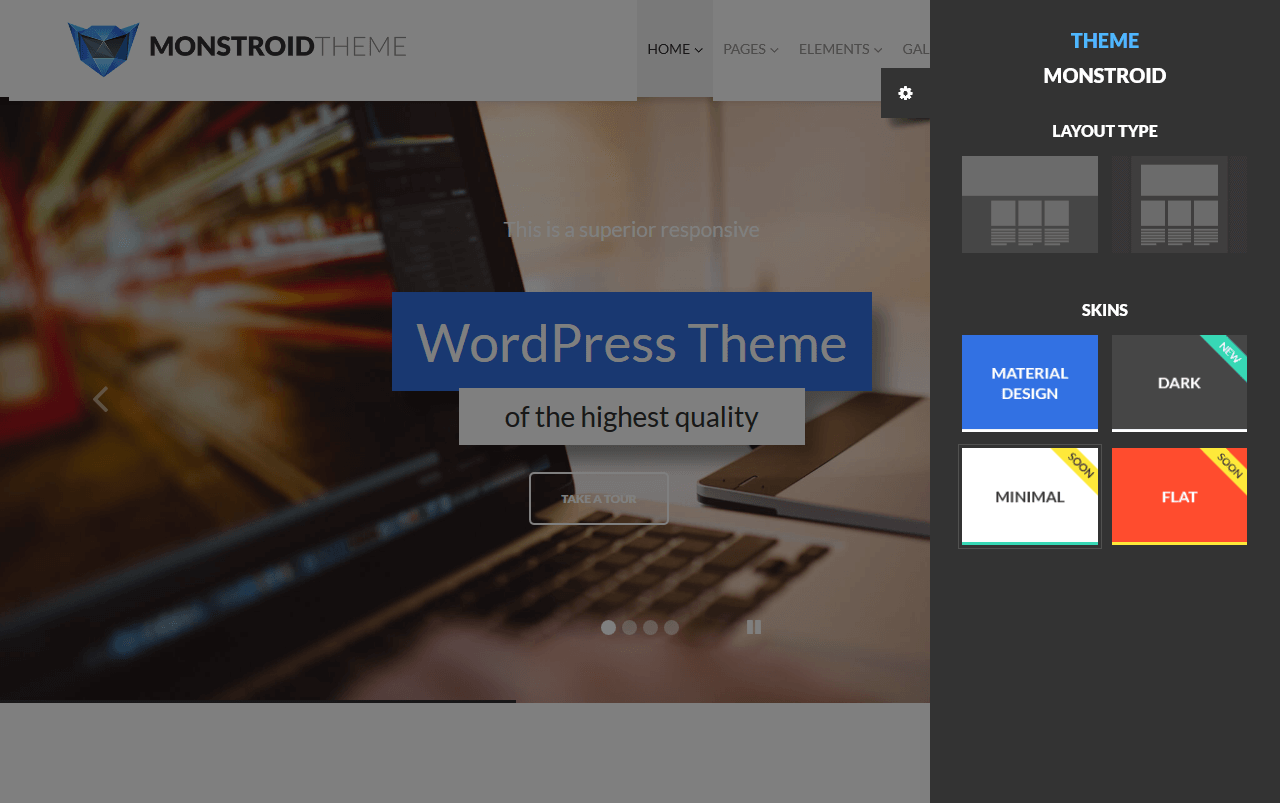 MONSTROIDTHEME
HOME PAGES ELEMENTS GAL
This is a superior responsive
WordPress Theme
of the highest quality
TAKE A TOUR
THEME
MONSTROID
LAYOUT TYPE
SKINS
MATERIAL
DESIGN
DARK
NEW
MINIMAL
SOON
FLAT
SOON